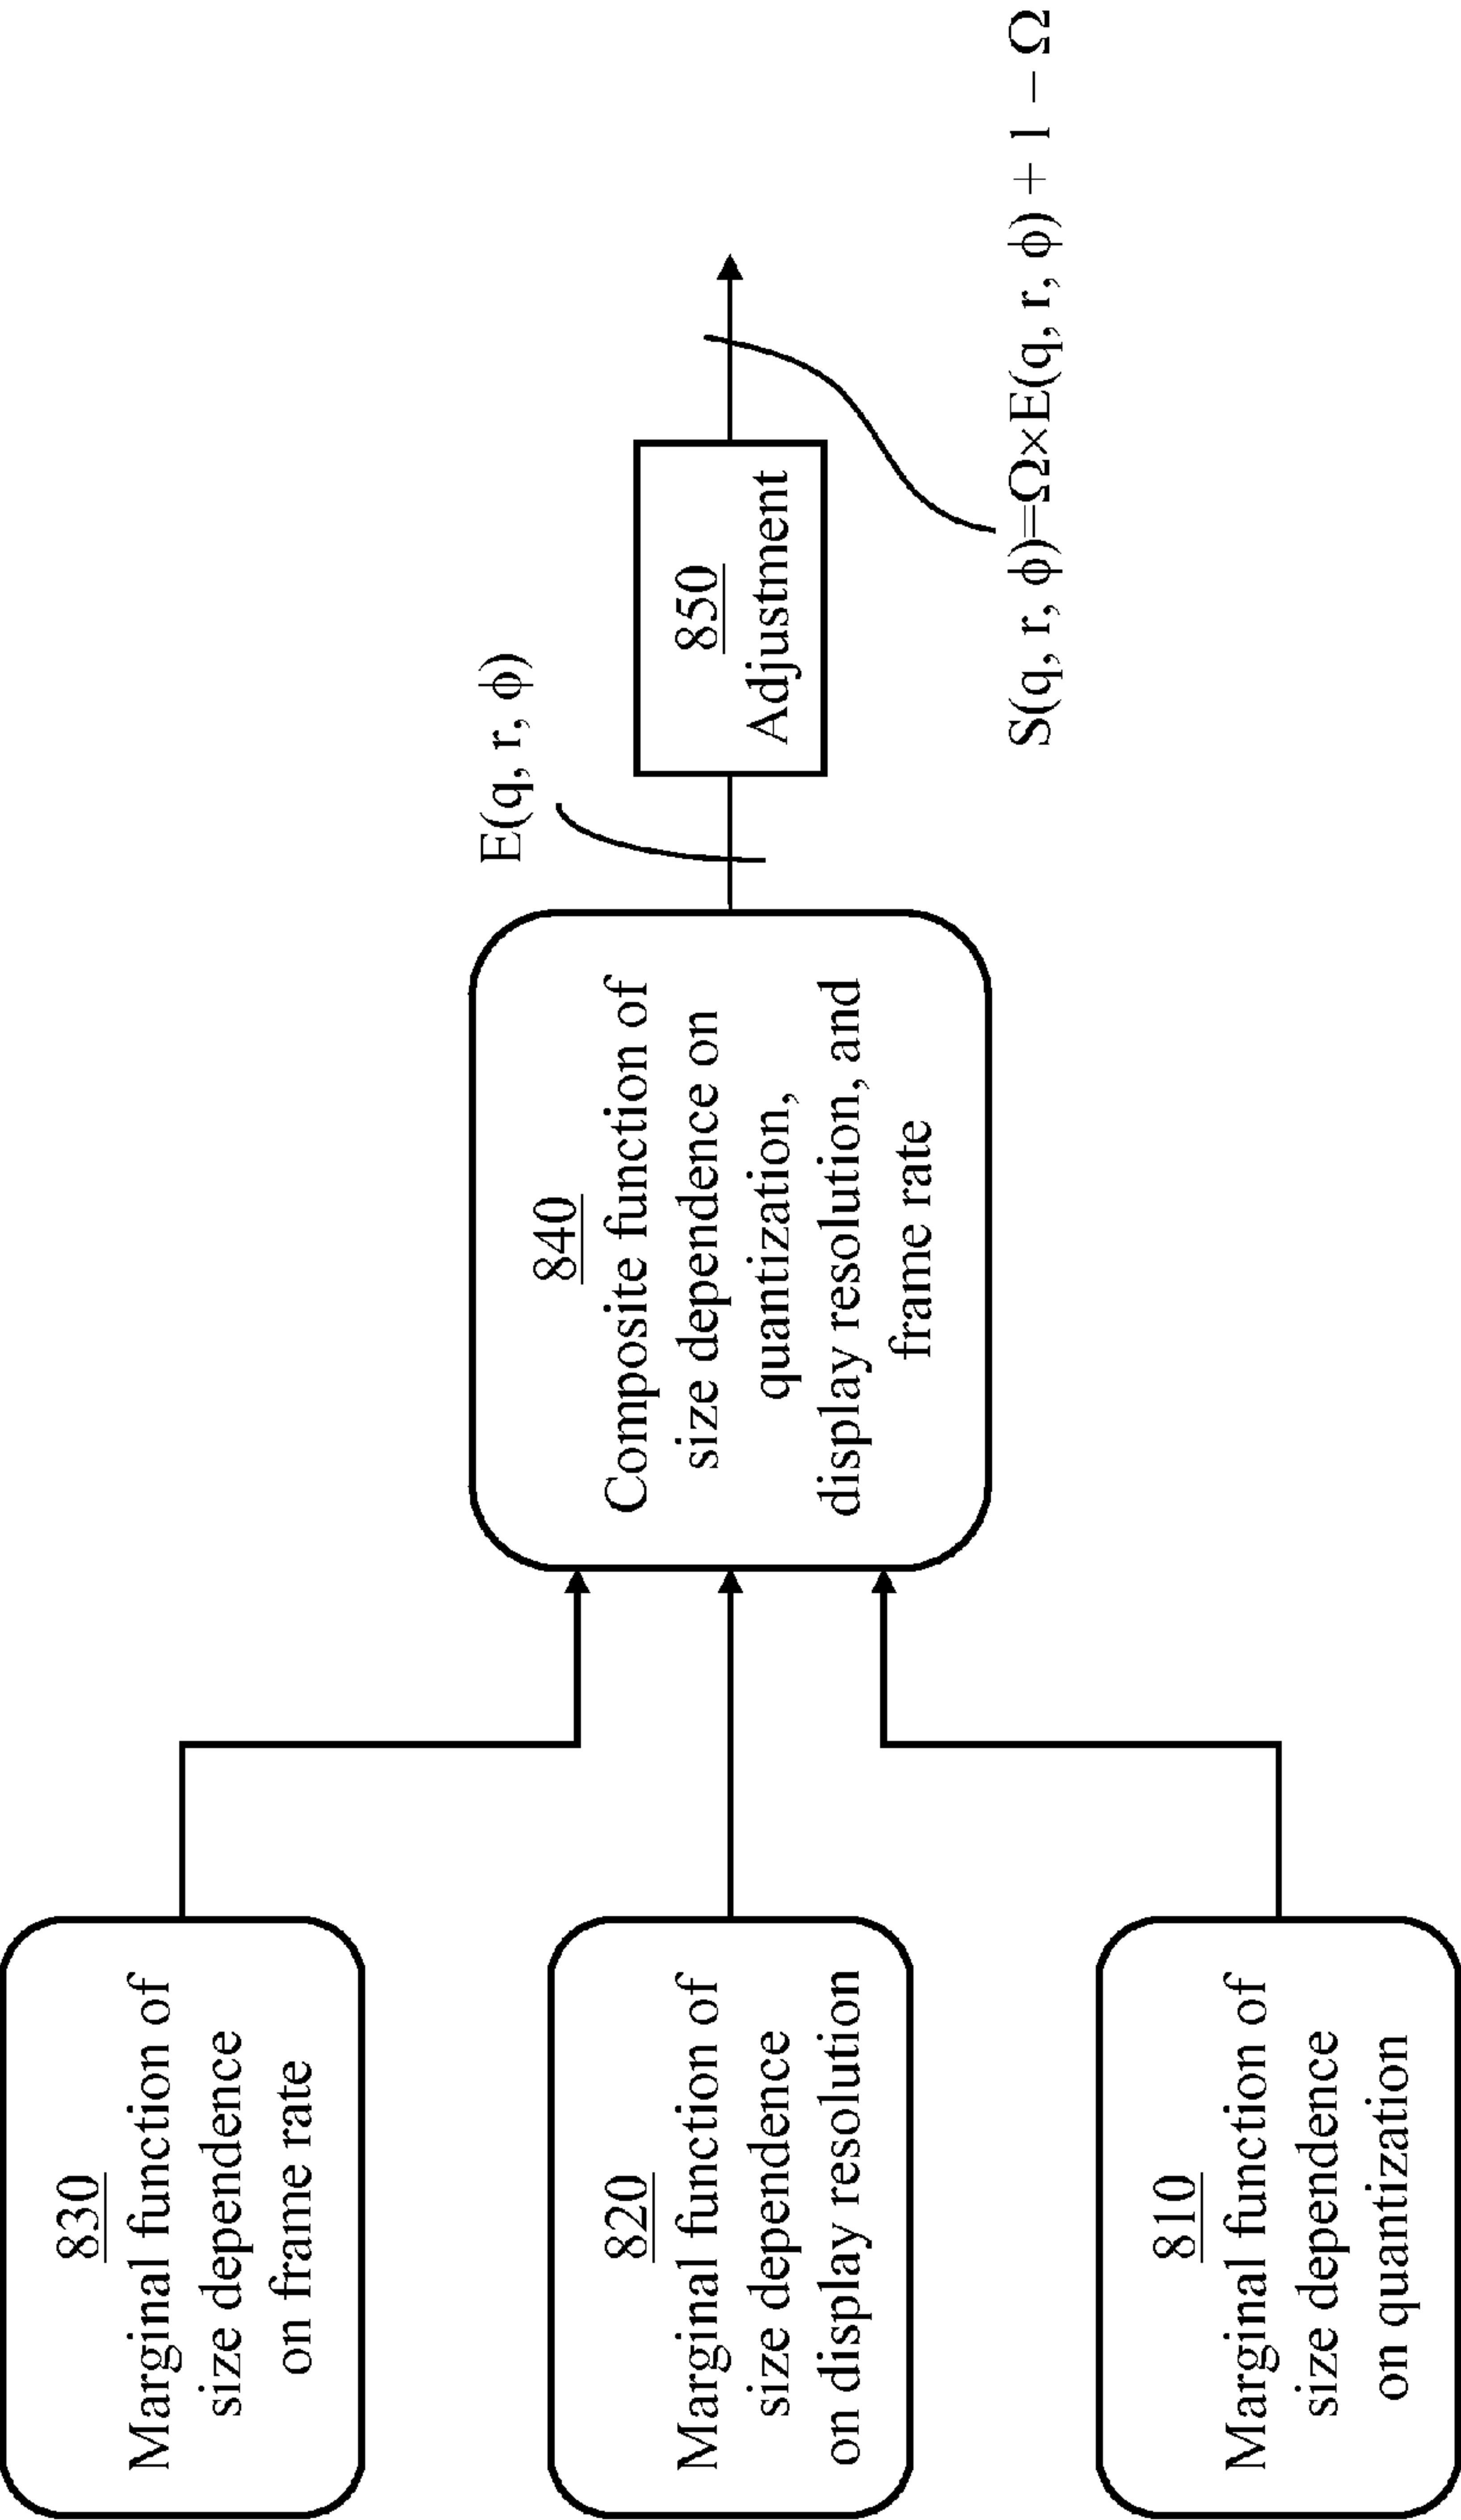 830
Marginal function of
size dependence
on frame rate
820
Marginal function of
size dependence
on display resolution
810
Marginal function of
size dependence
on quantization
840
Composite function of
size dependence on
quantization,
display resolution, and
frame rate
E(q, r, ϕ)
850
Adjustment
S(q, r, ϕ)=Ω×E(q, r, ϕ) + 1 − Ω